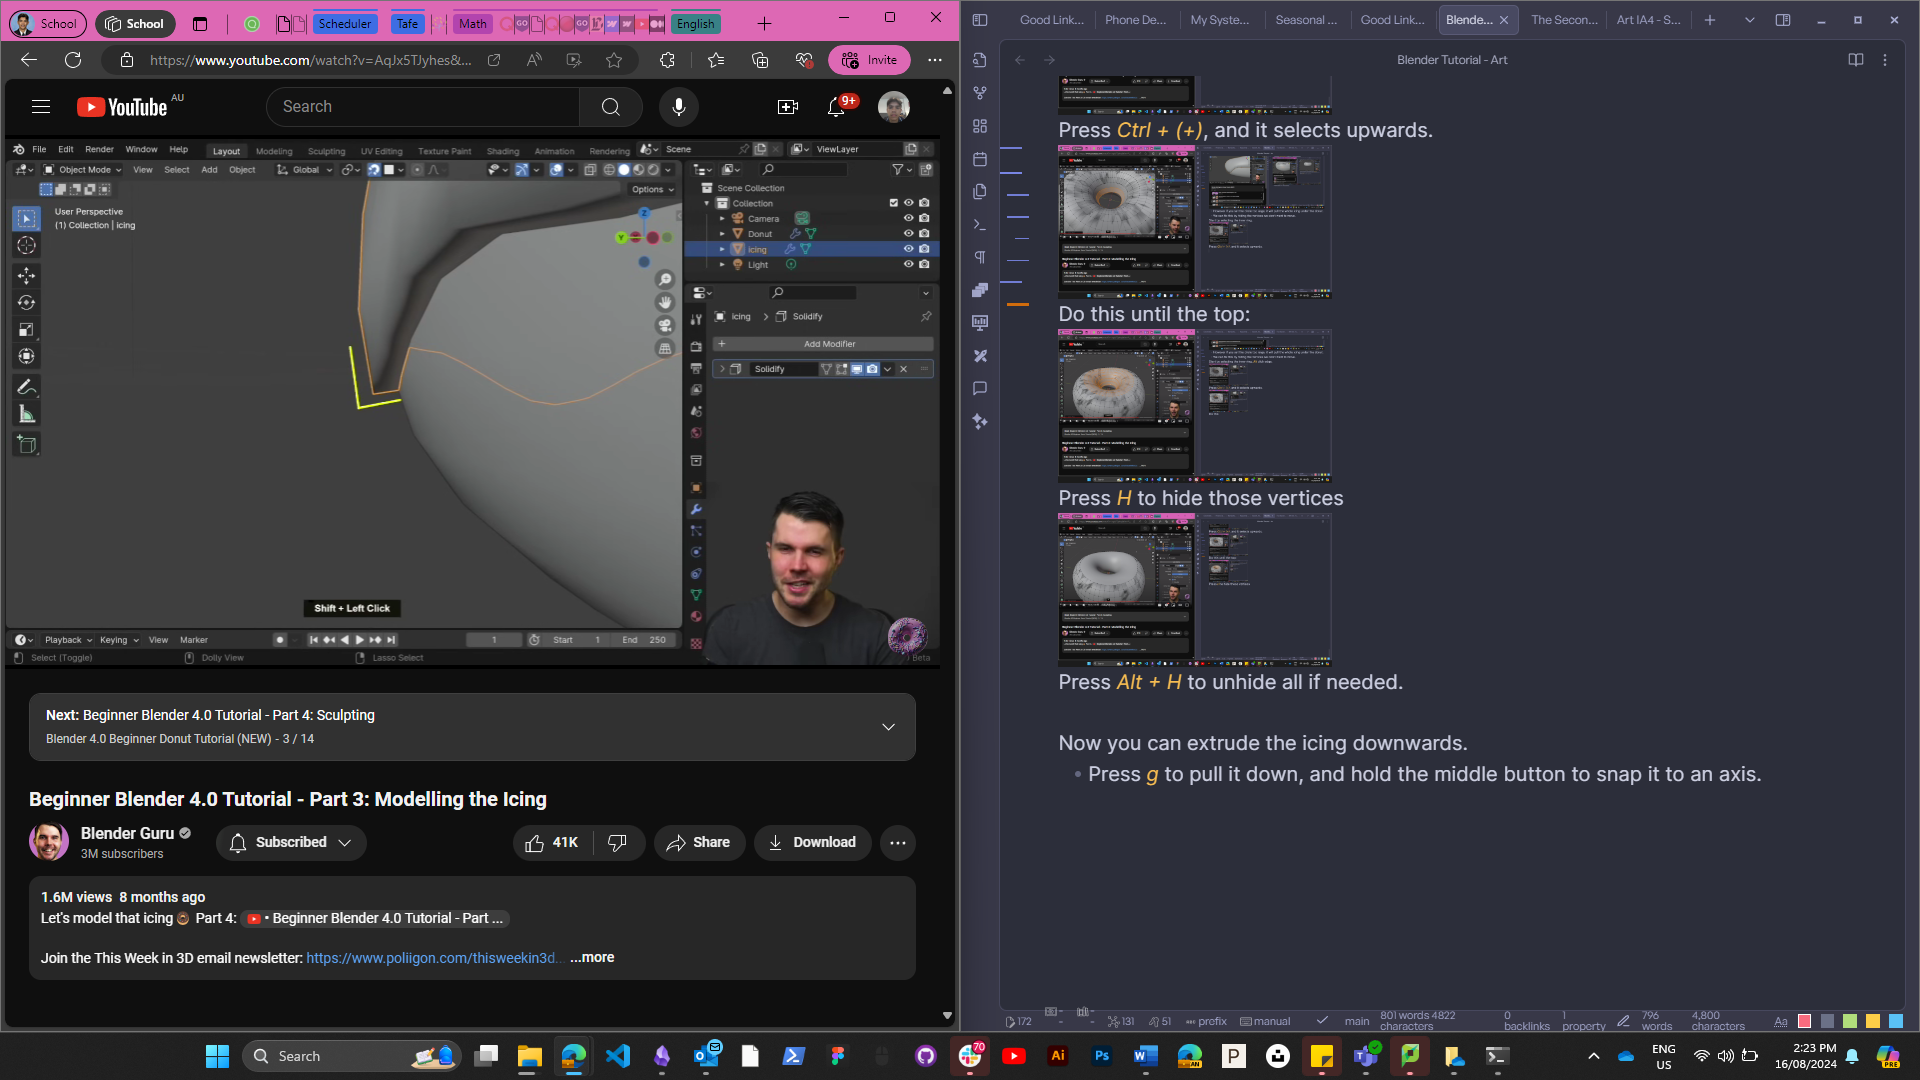 School
School
Scheduler
Tafe
Math
English
https://www.youtube.com/watch?v=AqJx5TJyhes&...
Invite
YouTube AU
Search
9+
File Edit Render Window Help Layout Modeling Sculpting UV Editing Texture Paint Shading Animation Rendering Scene ViewLayer
Object Mode View Select Add Object Global
Options
User Perspective
(1) Collection | Icing
Scene Collection
Collection
Camera
Donut
Icing
Light
Icing > Solidify
Add Modifier
Solidify
Shift + Left Click
Playback Keying View Marker 1 Start 1 End 250
Select (Toggle) Dolly View Lasso Select Beta
Next: Beginner Blender 4.0 Tutorial - Part 4: Sculpting
Blender 4.0 Beginner Donut Tutorial (NEW) - 3 / 14
Beginner Blender 4.0 Tutorial - Part 3: Modelling the Icing
Blender Guru
3M subscribers
Subscribed
41K
Share
Download
1.6M views 8 months ago
Let's model that icing Part 4: • Beginner Blender 4.0 Tutorial - Part ...
Join the This Week in 3D email newsletter: https://www.poliigon.com/thisweekin3d... ...more
Good Link... Phone De... My Syste... Seasonal ... Good Link... Blende... The Secon... Art IA4 - S...
Blender Tutorial - Art
Press Ctrl + (+), and it selects upwards.
Do this until the top:
Press H to hide those vertices
Press Alt + H to unhide all if needed.
Now you can extrude the icing downwards.
• Press g to pull it down, and hold the middle button to snap it to an axis.
172 131 51 prefix manual main 801 words 4822 characters 0 backlinks 1 property 796 words 4,800 characters Aa
Search
70
Ai
Ps
P
ENG
US
2:23 PM
16/08/2024
PRE